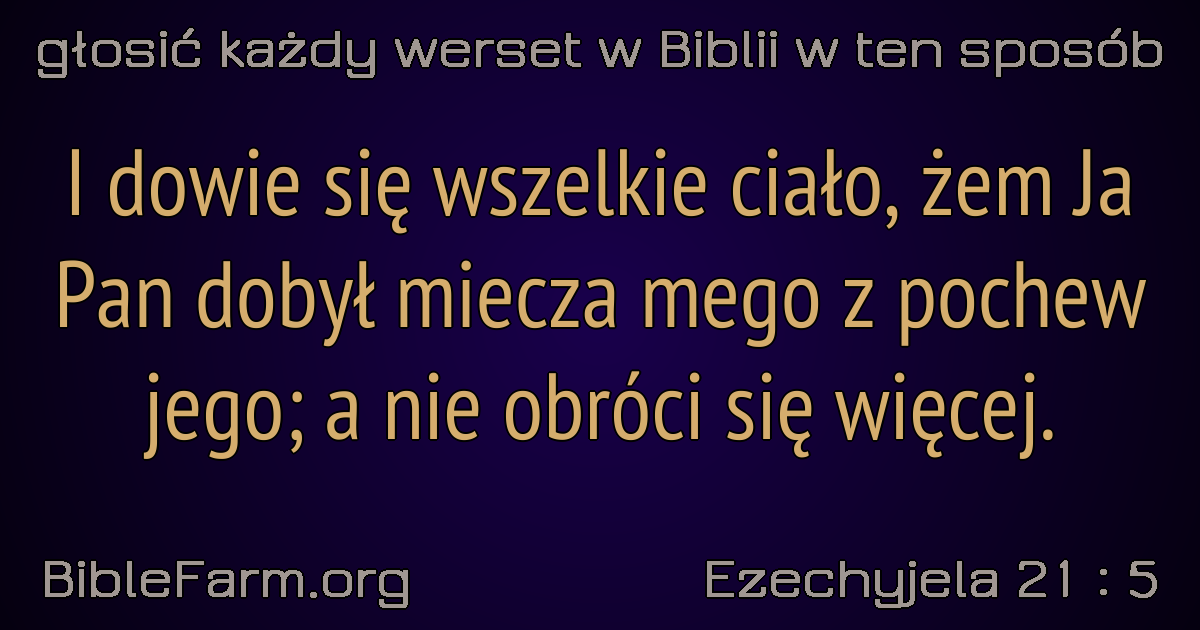 głosić każdy werset w Biblii w ten sposób
I dowie się wszelkie ciało, żem Ja
Pan dobył miecza mego z pochew
jego; a nie obróci się więcej.
BibleFarm.org
Ezechyjela 21 : 5